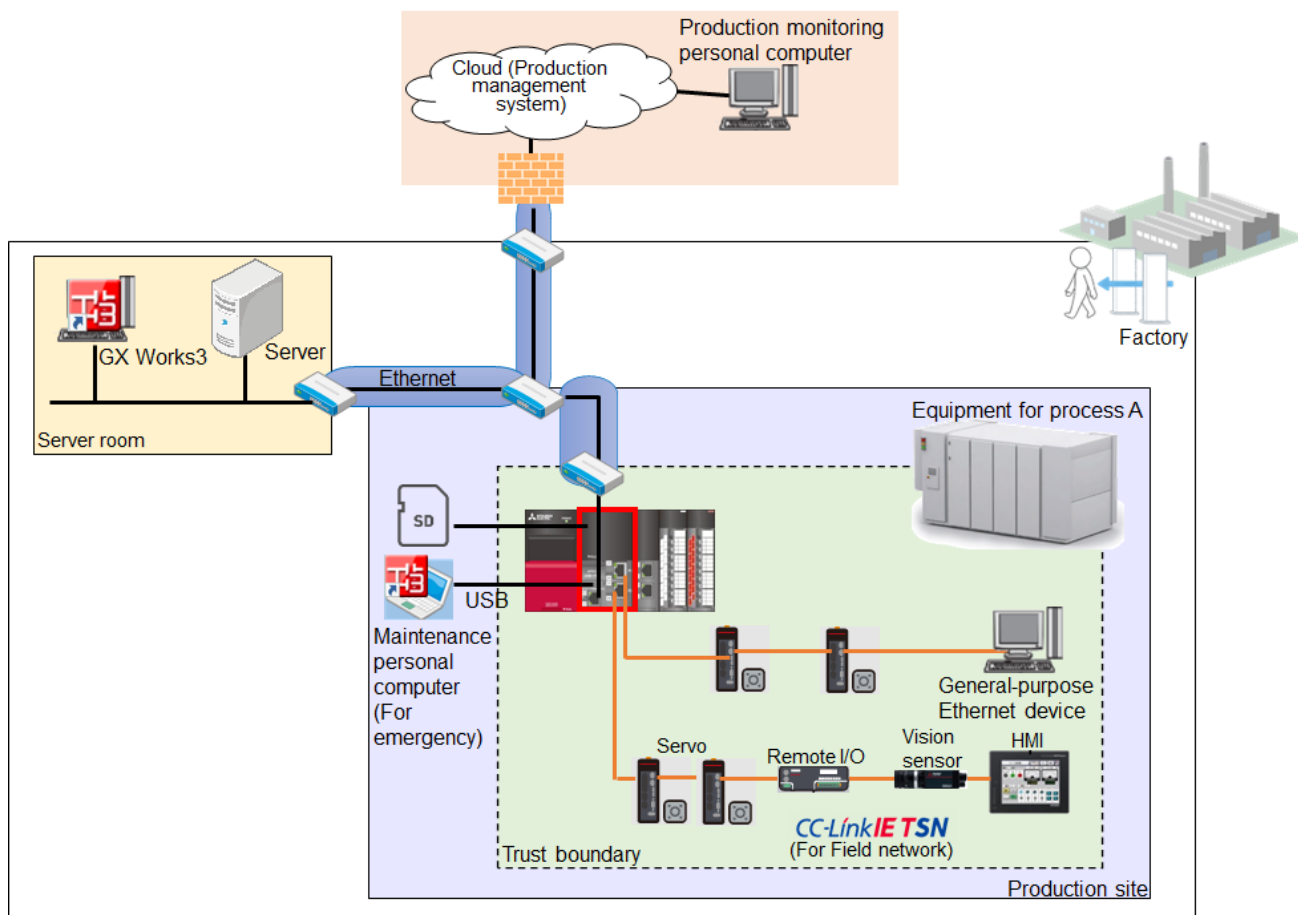 Production monitoring
personal computer
Cloud (Production
management
system)
Factory
GX Works3
Server
Ethernet
Server room
Equipment for process A
SD
USB
Maintenance
personal
computer
(For
emergency)
General-purpose
Ethernet device
Servo
Remote I/O
Vision
sensor
HMI
CC-Link IE TSN
(For Field network)
Trust boundary
Production site